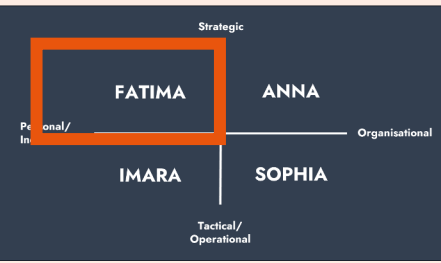 Strategic
FATIMA ANNA
Organisational
IMARA SOPHIA
Tactical/
Operational